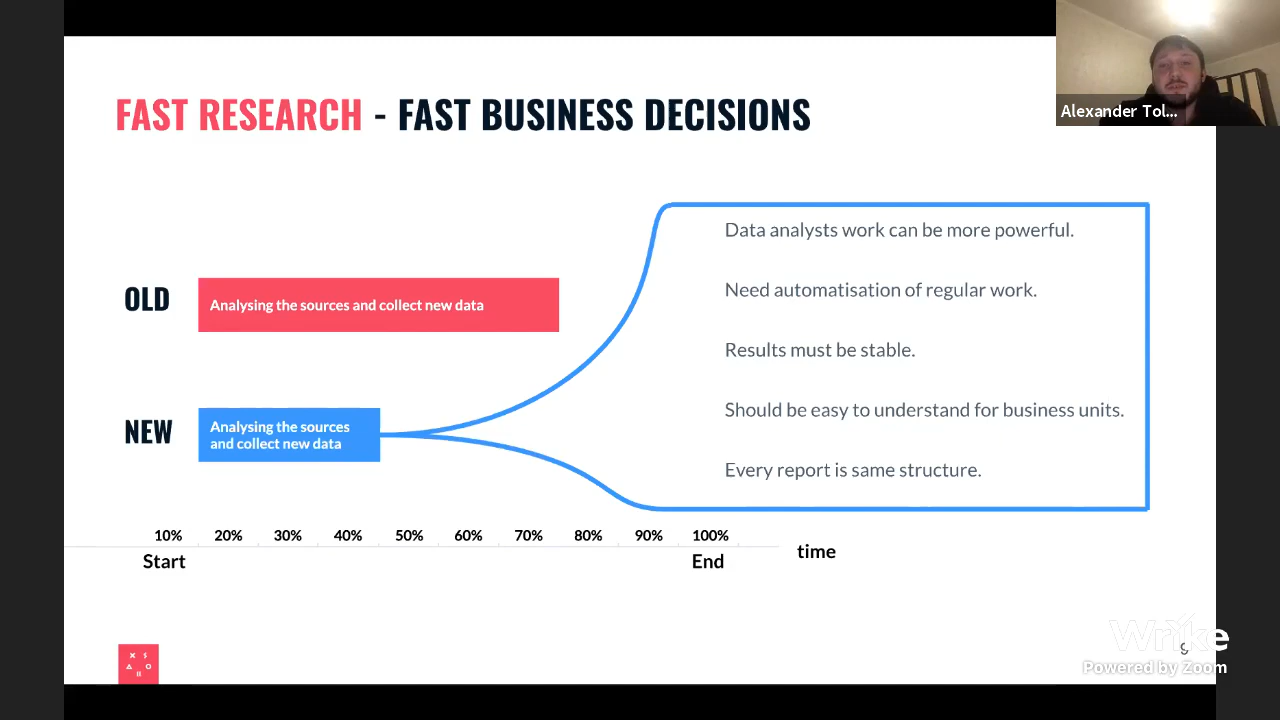 FAST RESEARCH - FAST BUSINESS DECISIONS
Alexander Tol...
Data analysts work can be more powerful.
Need automatisation of regular work.
OLD
Analysing the sources and collect new data
Results must be stable.
Should be easy to understand for business units.
NEW
Analysing the sources
and collect new data
Every report is same structure.
10% 20% 30% 40% 50% 60% 70% 80% 90% 100%
Start End
time
9
Wrike
Powered by Zoom
X S
A O
B